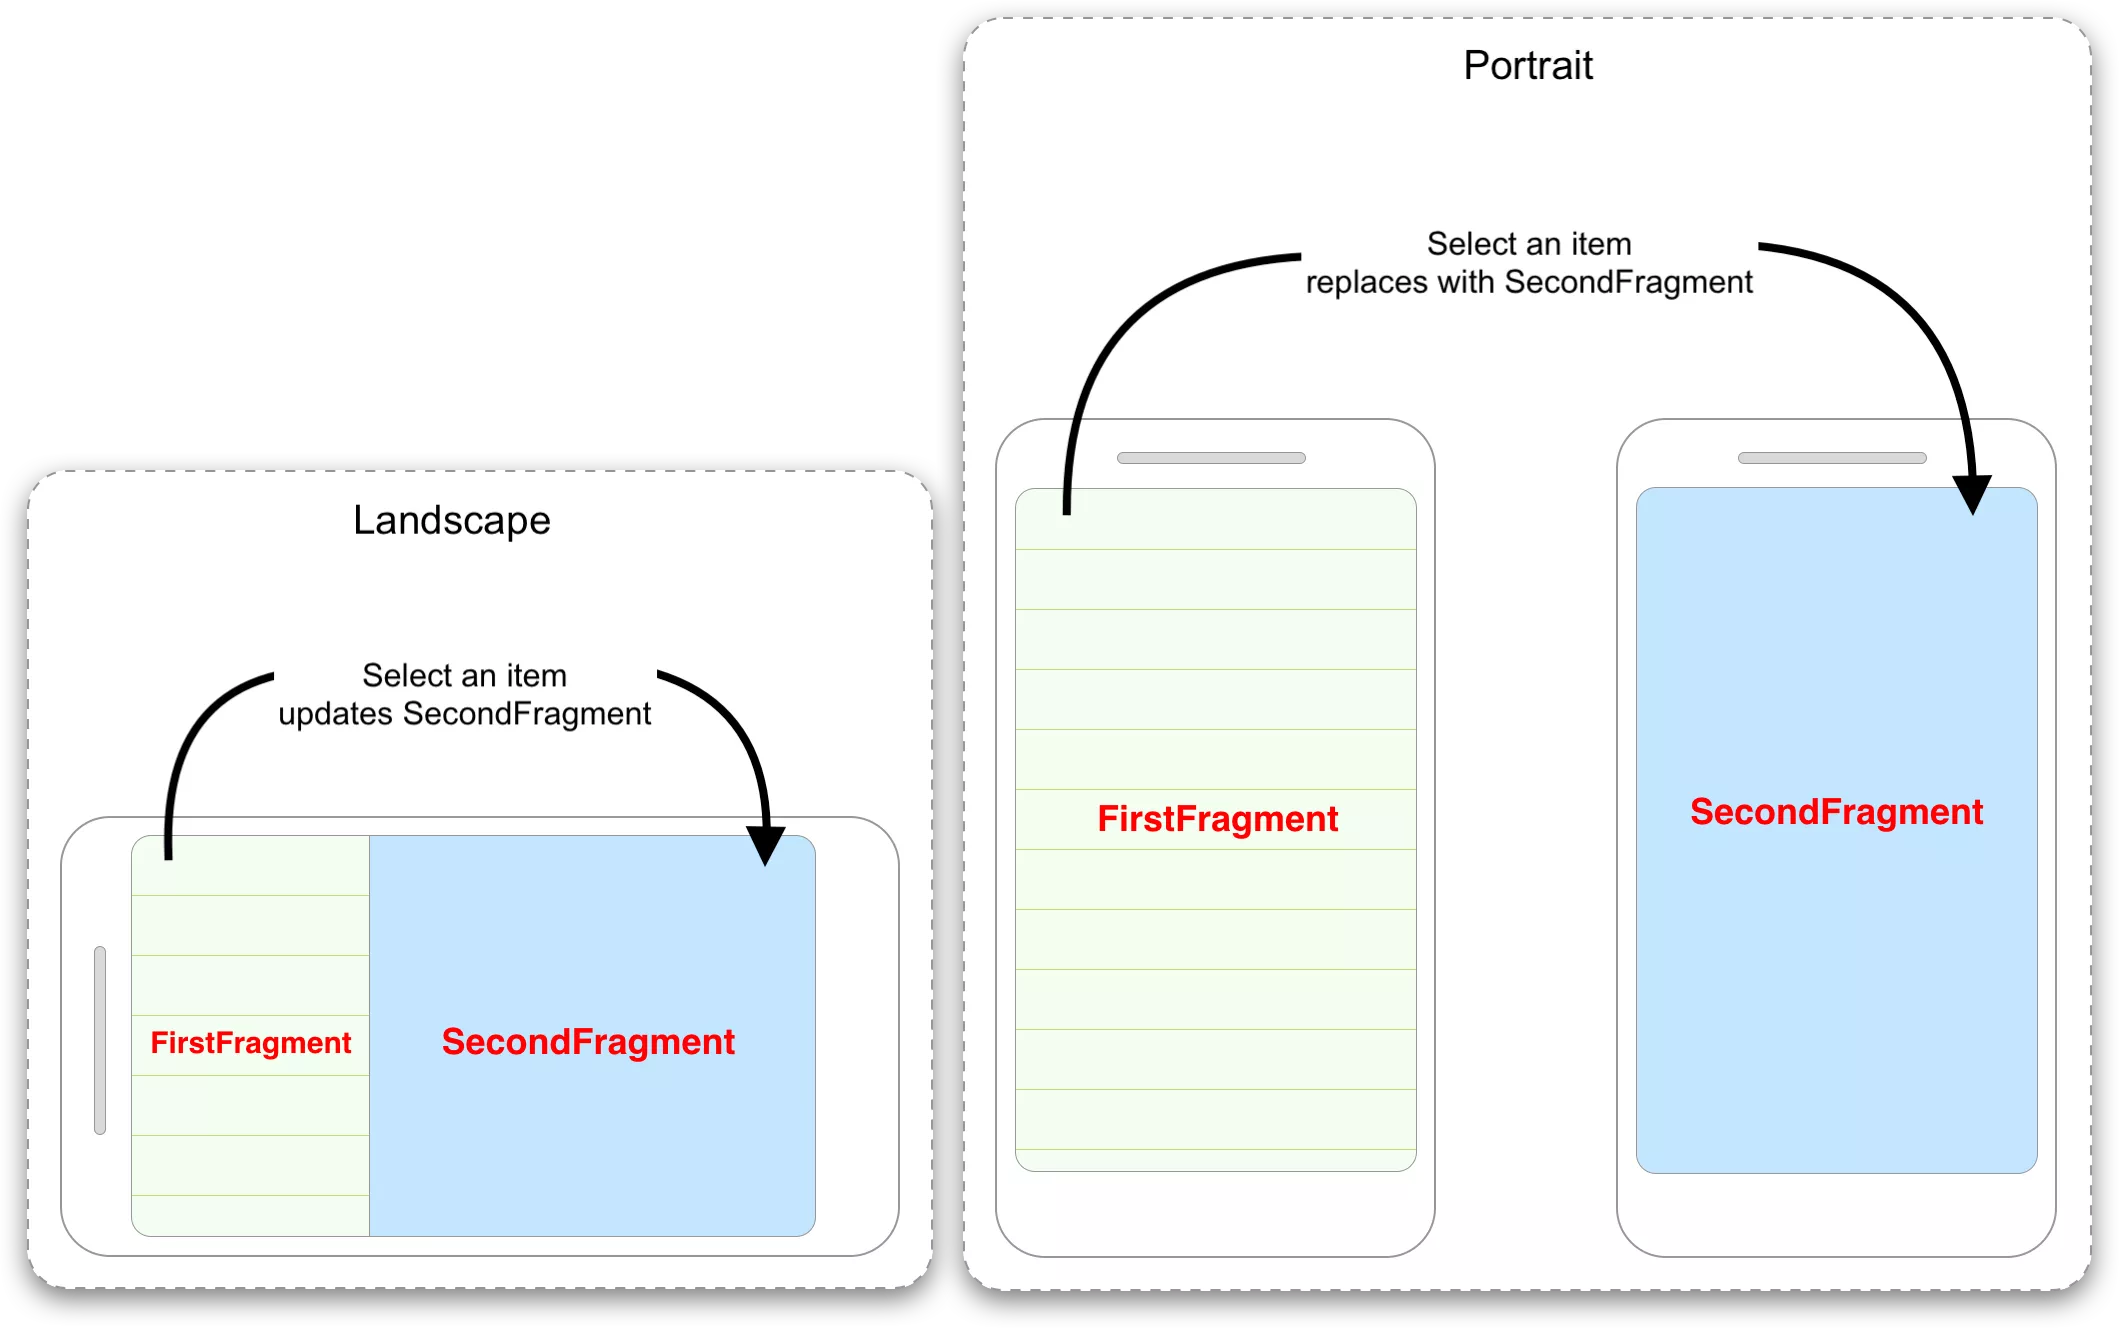 Landscape
Select an item
updates SecondFragment
FirstFragment
SecondFragment
Portrait
Select an item
replaces with SecondFragment
FirstFragment
SecondFragment